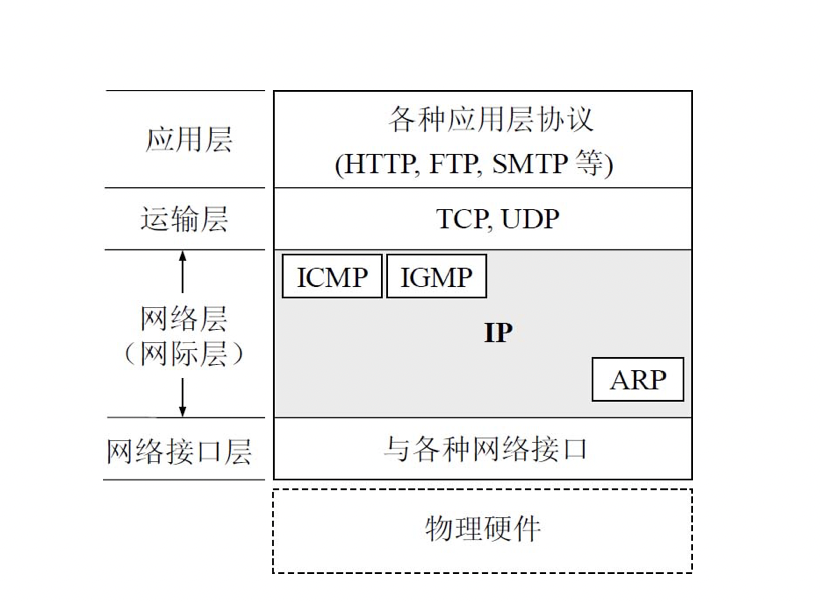 应用层
各种应用层协议
(HTTP, FTP, SMTP 等)
运输层
TCP, UDP
ICMP
IGMP
网络层
（网际层）
IP
ARP
网络接口层
与各种网络接口
物理硬件